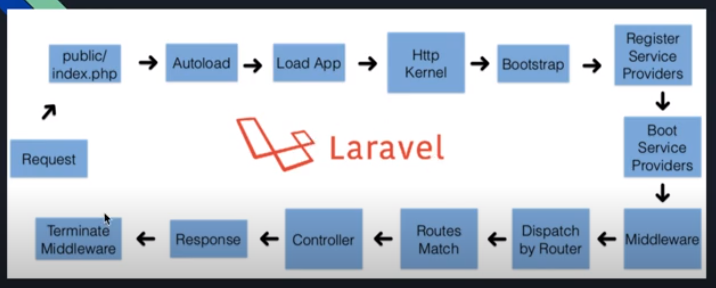 public/
index.php
Autoload
Load App
Http
Kernel
Bootstrap
Register
Service
Providers
Request
Laravel
Boot
Service
Providers
Terminate
Middleware
Response
Controller
Routes
Match
Dispatch
by Router
Middleware